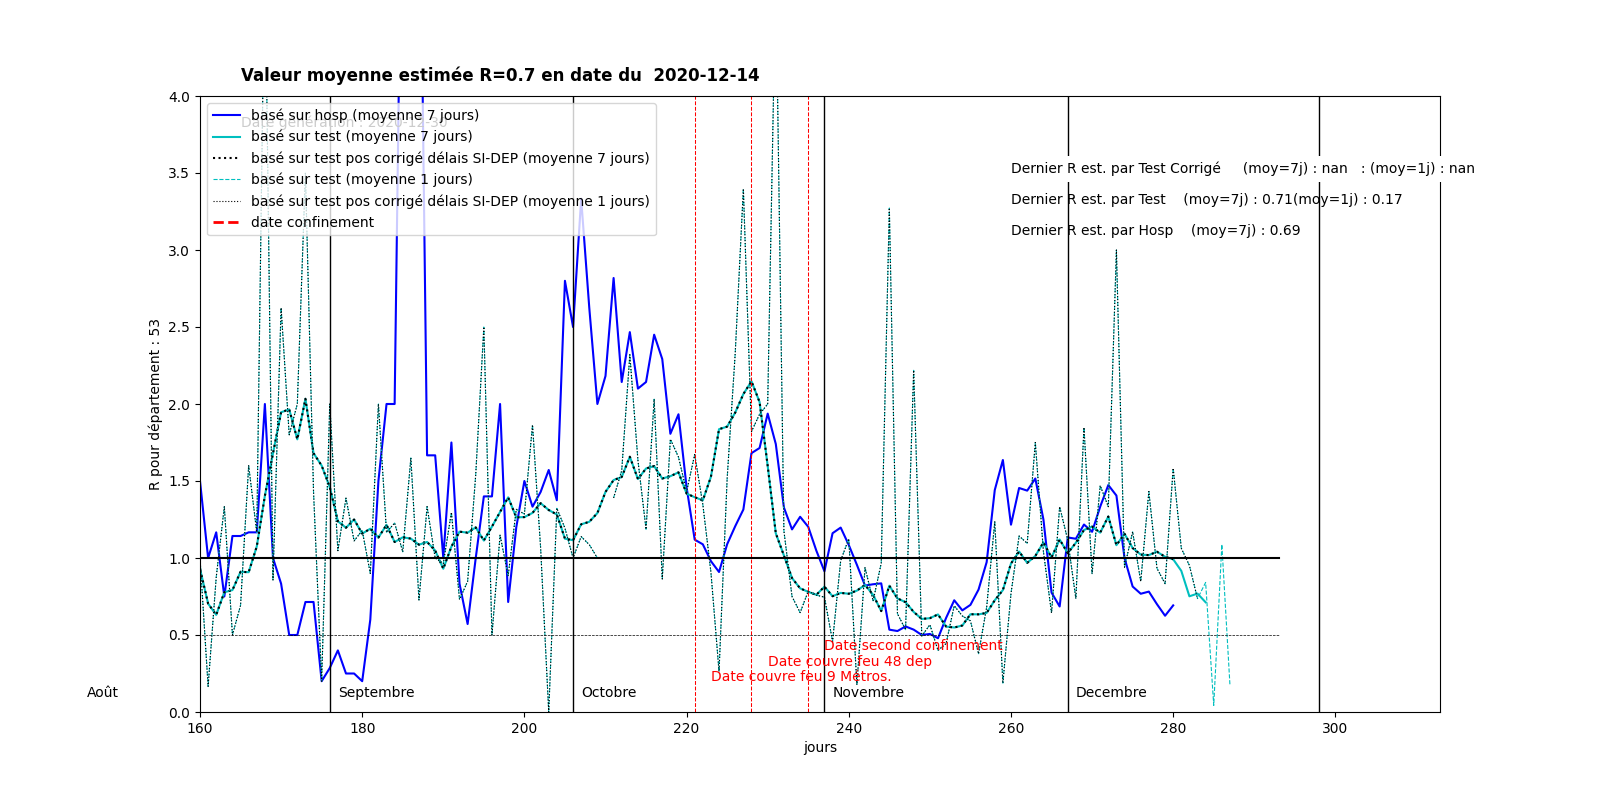 Valeur moyenne estimée R=0.7 en date du  2020-12-14
basé sur hosp (moyenne 7 jours)
basé sur test (moyenne 7 jours)
basé sur test pos corrigé délais SI-DEP (moyenne 7 jours)
basé sur test (moyenne 1 jours)
basé sur test pos corrigé délais SI-DEP (moyenne 1 jours)
date confinement
Dernier R est. par Test Corrigé (moy=7j) : nan : (moy=1j) : nan
Dernier R est. par Test (moy=7j) : 0.71(moy=1j) : 0.17
Dernier R est. par Hosp (moy=7j) : 0.69
R pour département : 53
4.0
3.5
3.0
2.5
2.0
1.5
1.0
0.5
0.0
Date second confinement
Date couvre feu 48 dep
Date couvre feu 9 Métros.
Août
Septembre
Octobre
Novembre
Decembre
160
180
200
220
240
260
280
300
jours